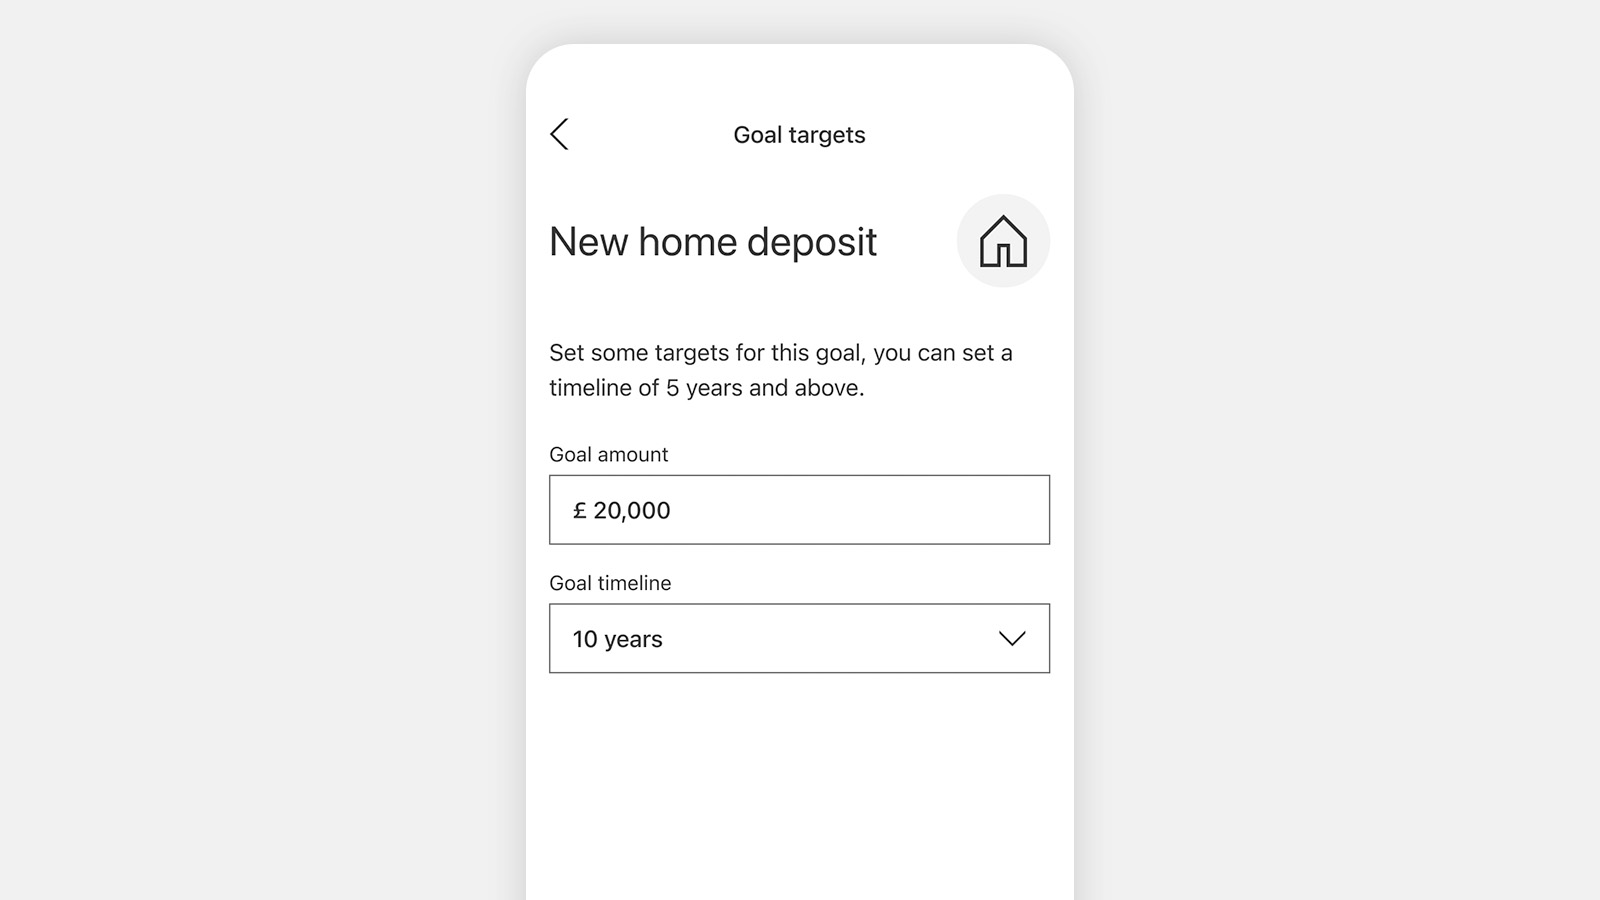 Goal targets
New home deposit
Set some targets for this goal, you can set a
timeline of 5 years and above.
Goal amount
£ 20,000
Goal timeline
10 years